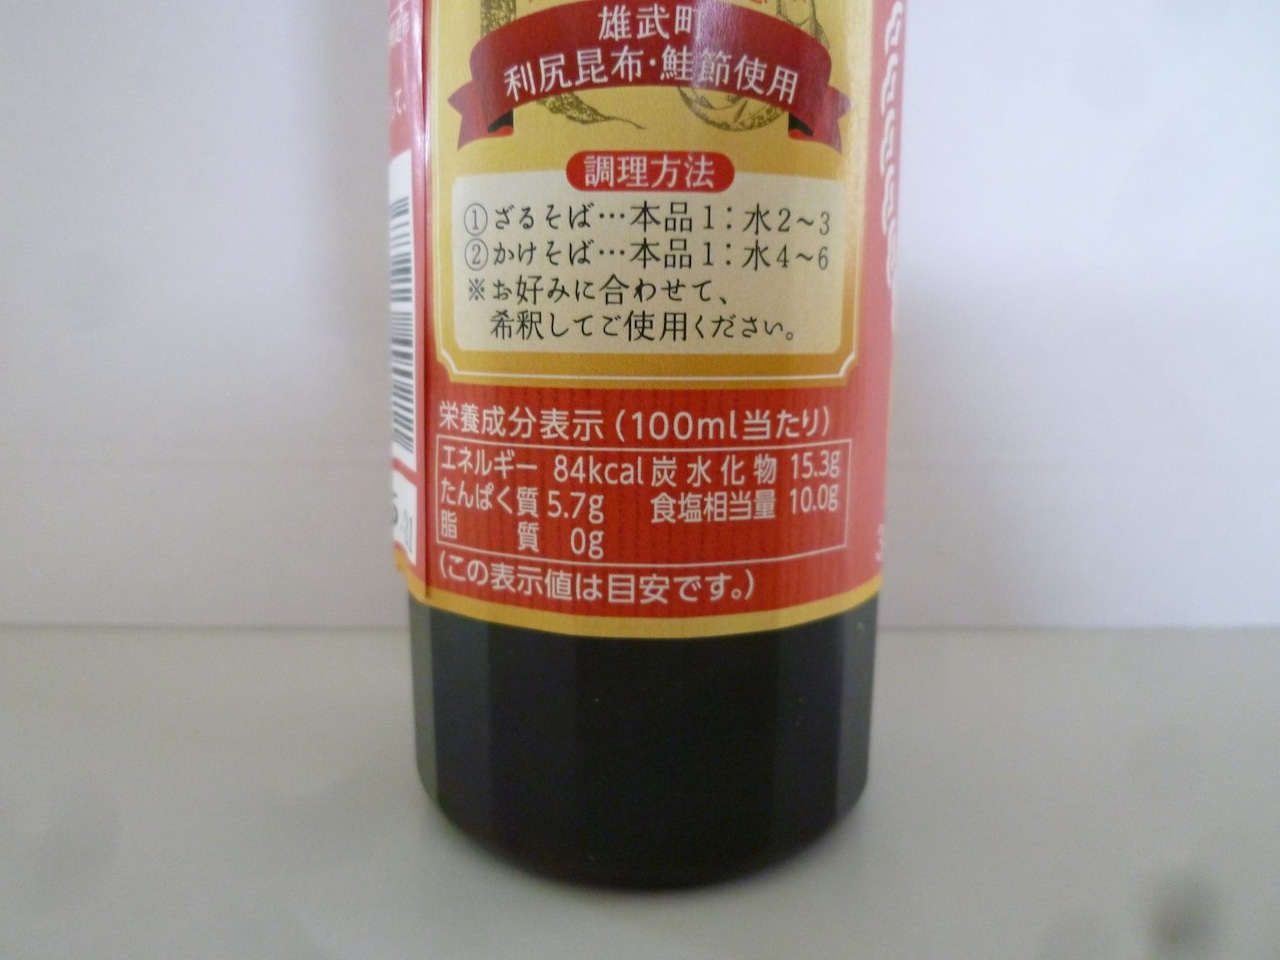 雄武町
利尻昆布・鮭節使用
調理方法
①ざるそば…本品1：水2～3
②かけそば…本品1：水4～6
※お好みに合わせて、
希釈してご使用ください。
栄養成分表示（100ml当たり）
エネルギー 84kcal 炭水化物 15.3g
たんぱく質 5.7g 食塩相当量 10.0g
脂質 0g
（この表示値は目安です。）